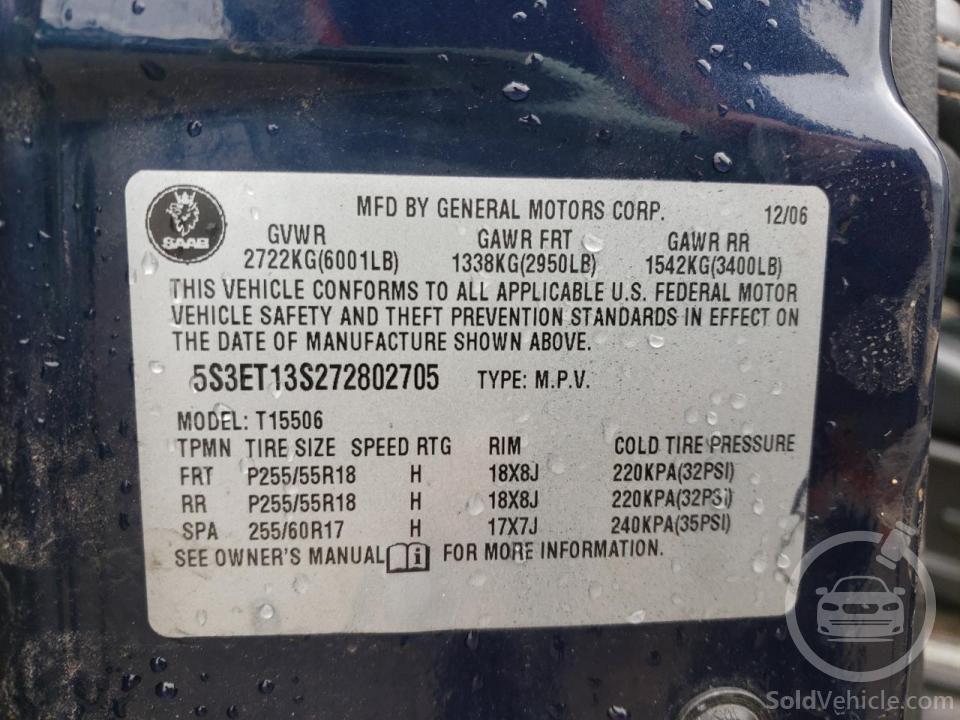 SAAB
MFD BY GENERAL MOTORS CORP. 12/06
GVWR GAWR FRT GAWR RR
2722KG(6001LB) 1338KG(2950LB) 1542KG(3400LB)
THIS VEHICLE CONFORMS TO ALL APPLICABLE U.S. FEDERAL MOTOR
VEHICLE SAFETY AND THEFT PREVENTION STANDARDS IN EFFECT ON
THE DATE OF MANUFACTURE SHOWN ABOVE.
5S3ET13S272802705 TYPE: M.P.V.
MODEL: T15506
TPMN TIRE SIZE SPEED RTG RIM COLD TIRE PRESSURE
FRT P255/55R18 H 18X8J 220KPA(32PSI)
RR P255/55R18 H 18X8J 220KPA(32PSI)
SPA 255/60R17 H 17X7J 240KPA(35PSI)
SEE OWNER'S MANUAL i FOR MORE INFORMATION.
SoldVehicle.com